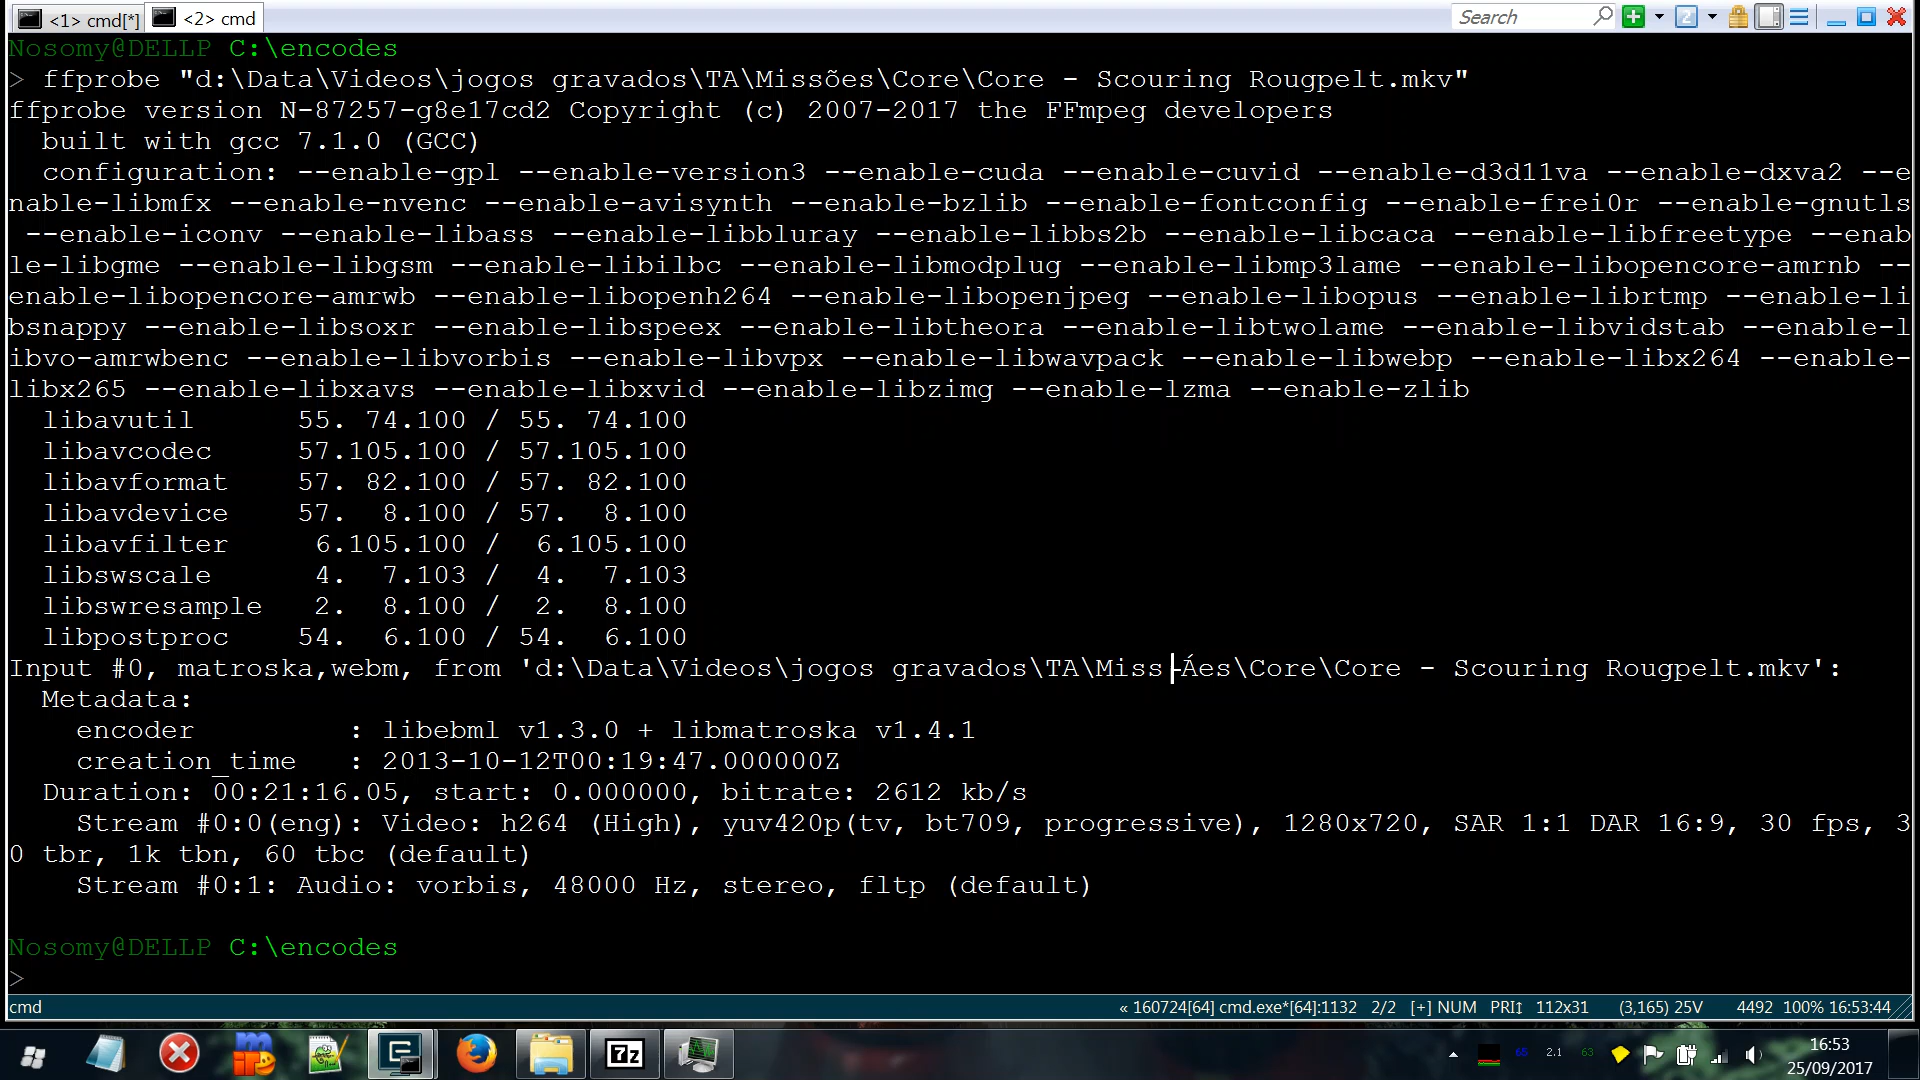 <1> cmd[*] <2> cmd Search
Nosomy@DELLP C:\encodes
> ffprobe "d:\Data\Videos\jogos gravados\TA\Missões\Core\Core - Scouring Rougpelt.mkv"
ffprobe version N-87257-g8e17cd2 Copyright (c) 2007-2017 the FFmpeg developers
built with gcc 7.1.0 (GCC)
configuration: --enable-gpl --enable-version3 --enable-cuda --enable-cuvid --enable-d3d11va --enable-dxva2 --e
nable-libmfx --enable-nvenc --enable-avisynth --enable-bzlib --enable-fontconfig --enable-frei0r --enable-gnutls
--enable-iconv --enable-libass --enable-libbluray --enable-libbs2b --enable-libcaca --enable-libfreetype --enab
le-libgme --enable-libgsm --enable-libilbc --enable-libmodplug --enable-libmp3lame --enable-libopencore-amrnb --
enable-libopencore-amrwb --enable-libopenh264 --enable-libopenjpeg --enable-libopus --enable-librtmp --enable-li
bsnappy --enable-libsoxr --enable-libspeex --enable-libtheora --enable-libtwolame --enable-libvidstab --enable-l
ibvo-amrwbenc --enable-libvorbis --enable-libvpx --enable-libwavpack --enable-libwebp --enable-libx264 --enable-
libx265 --enable-libxavs --enable-libxvid --enable-libzimg --enable-lzma --enable-zlib
libavutil 55. 74.100 / 55. 74.100
libavcodec 57.105.100 / 57.105.100
libavformat 57. 82.100 / 57. 82.100
libavdevice 57. 8.100 / 57. 8.100
libavfilter 6.105.100 / 6.105.100
libswscale 4. 7.103 / 4. 7.103
libswresample 2. 8.100 / 2. 8.100
libpostproc 54. 6.100 / 54. 6.100
Input #0, matroska,webm, from 'd:\Data\Videos\jogos gravados\TA\Miss├Áes\Core\Core - Scouring Rougpelt.mkv':
Metadata:
encoder : libebml v1.3.0 + libmatroska v1.4.1
creation_time : 2013-10-12T00:19:47.000000Z
Duration: 00:21:16.05, start: 0.000000, bitrate: 2612 kb/s
Stream #0:0(eng): Video: h264 (High), yuv420p(tv, bt709, progressive), 1280x720, SAR 1:1 DAR 16:9, 30 fps, 3
0 tbr, 1k tbn, 60 tbc (default)
Stream #0:1: Audio: vorbis, 48000 Hz, stereo, fltp (default)
Nosomy@DELLP C:\encodes
>
cmd « 160724[64] cmd.exe*[64]:1132 2/2 [+] NUM PRI↕ 112x31 (3,165) 25V 4492 100% 16:53:44
7z 65 2.1 63 16:53
25/09/2017